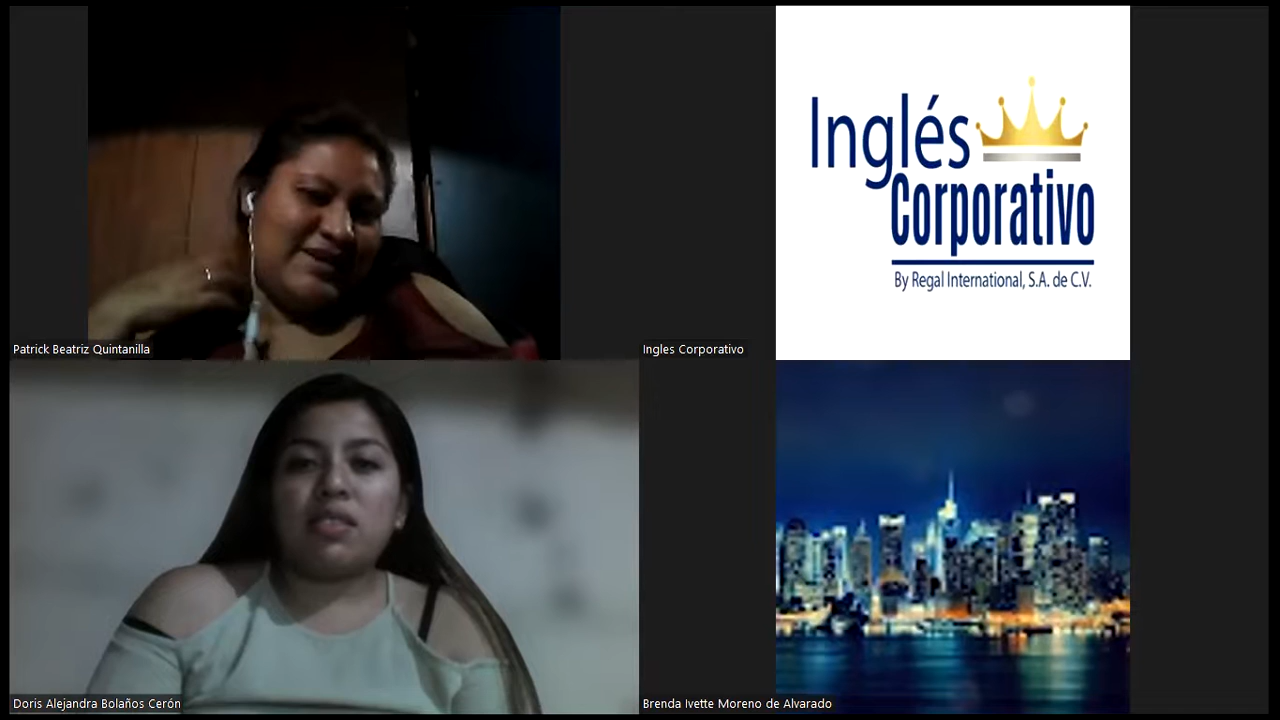 Inglés
Corporativo
By Regal International, S.A. de C.V.
Patrick Beatriz Quintanilla
Ingles Corporativo
Doris Alejandra Bolaños Cerón
Brenda Ivette Moreno de Alvarado